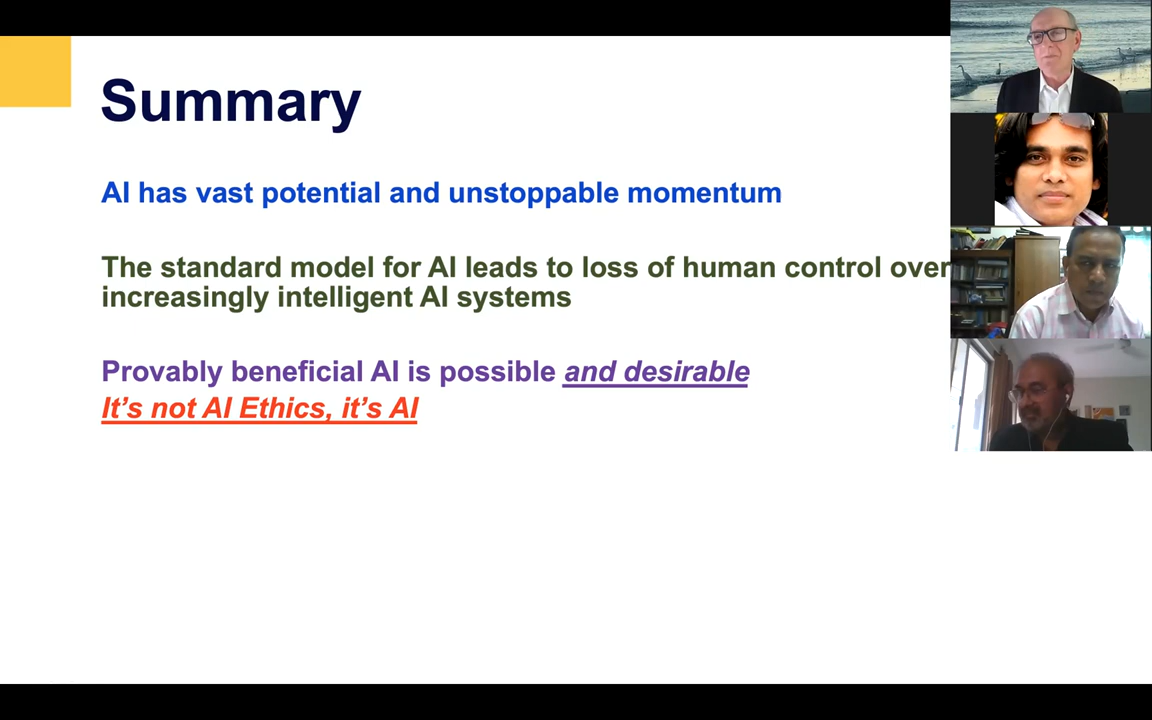 Summary
AI has vast potential and unstoppable momentum
The standard model for AI leads to loss of human control over
increasingly intelligent AI systems
Provably beneficial AI is possible and desirable
It's not AI Ethics, it's AI